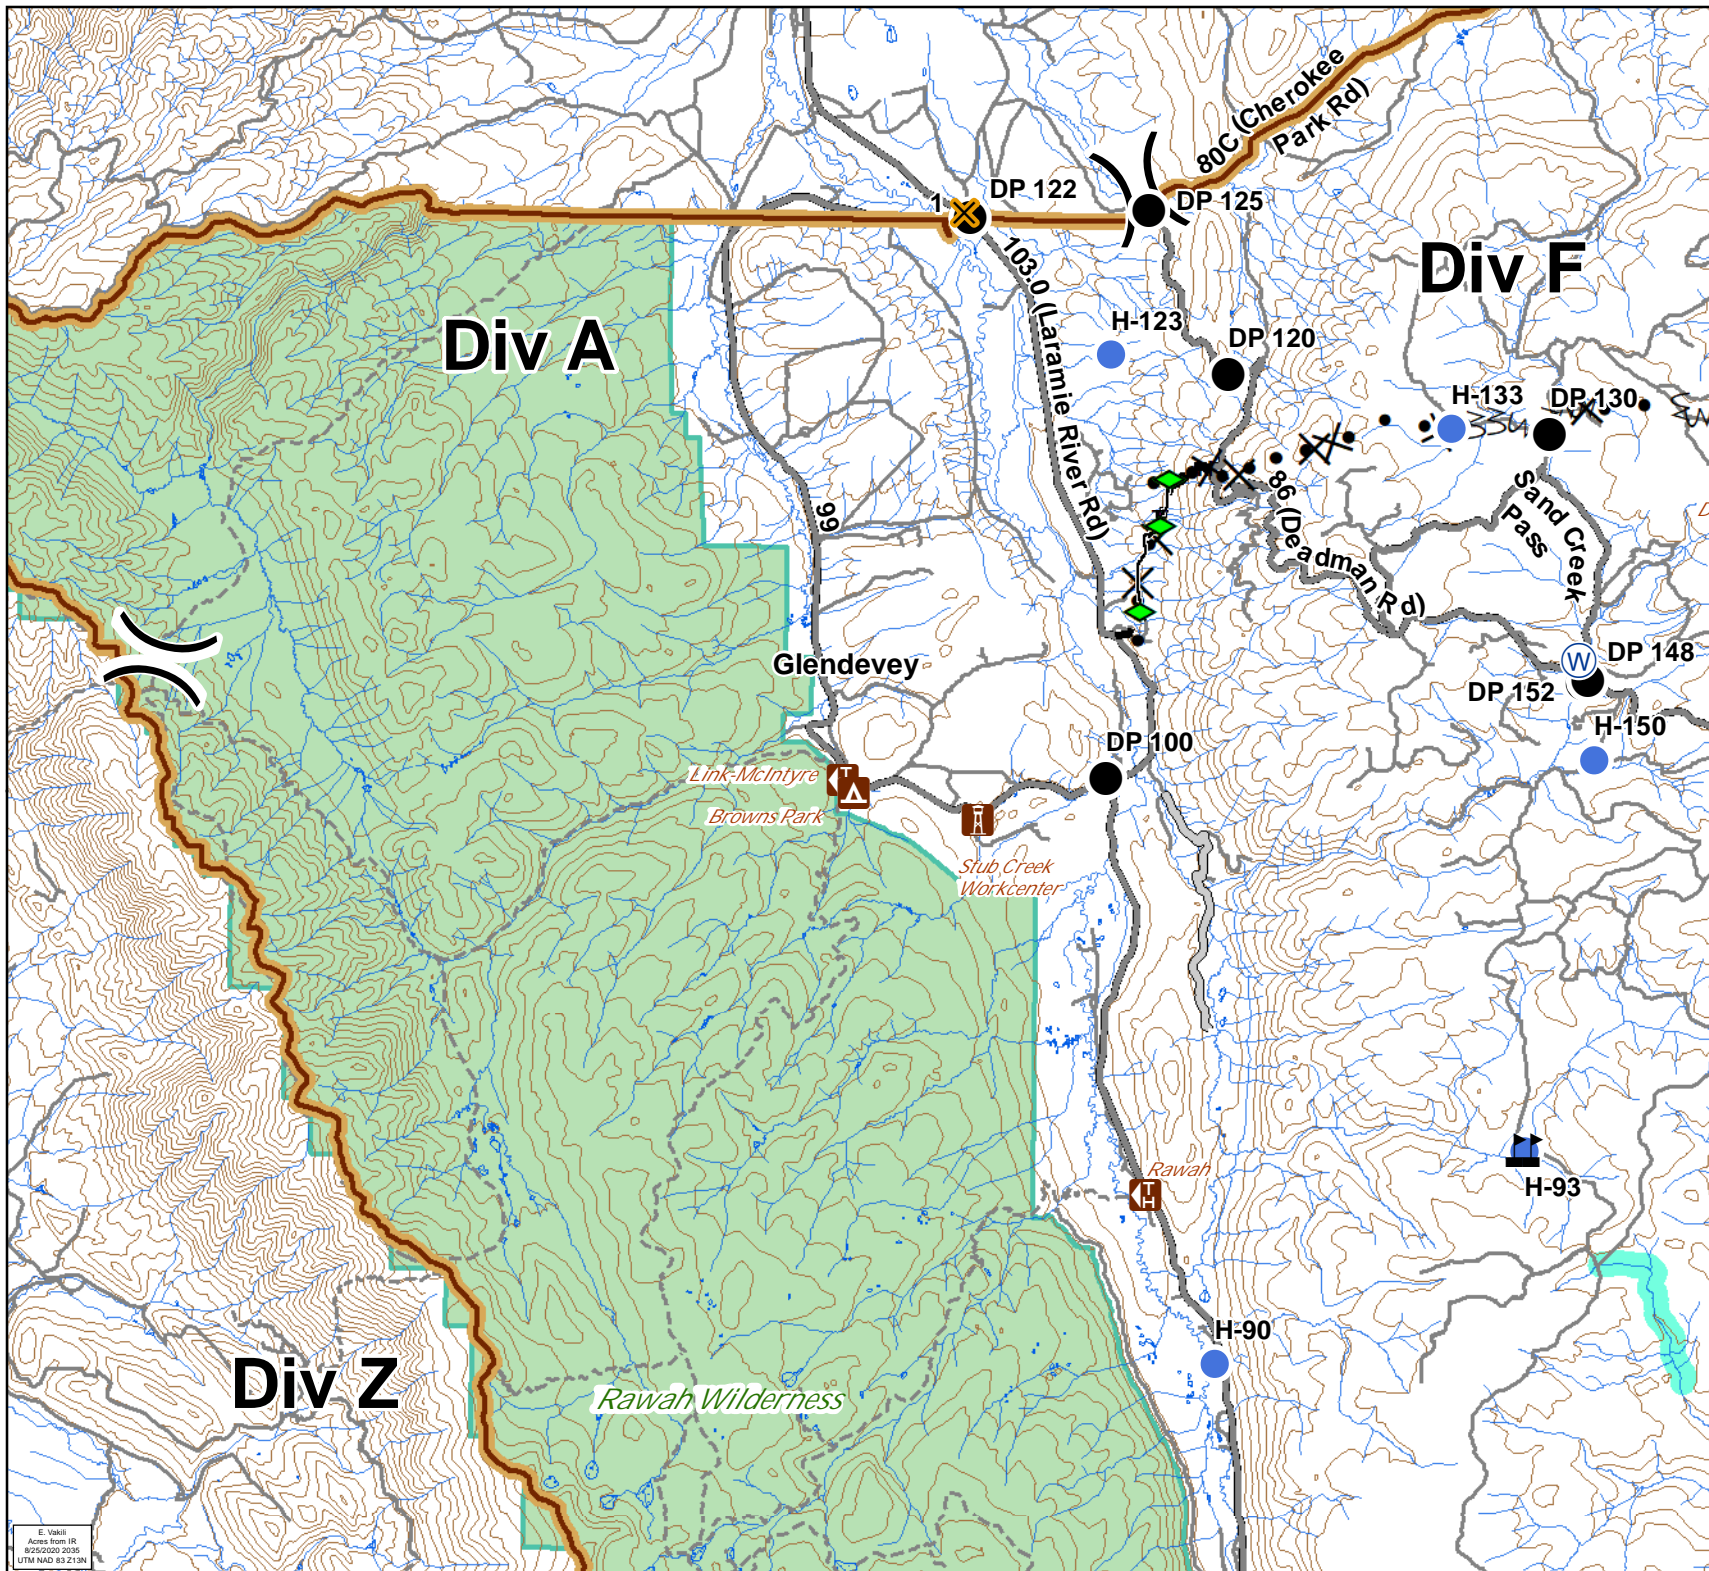 80C (Cherokee
Park Rd)
DP 122
1
DP 125
Div F
103.0 (Laramie River Rd)
H-123
Div A
DP 120
H-133
DP 130
334
99
86 (Deadman Rd)
Sand Creek
Pass
Glendevey
W
DP 148
DP 152
H-150
DP 100
Link-McIntyre
Browns Park
Stub Creek
Workcenter
Rawah
TH
H-93
H-90
Div Z
Rawah Wilderness
E. Vakili
Acres from IR
8/25/2020 2035
UTM NAD 83 Z13N